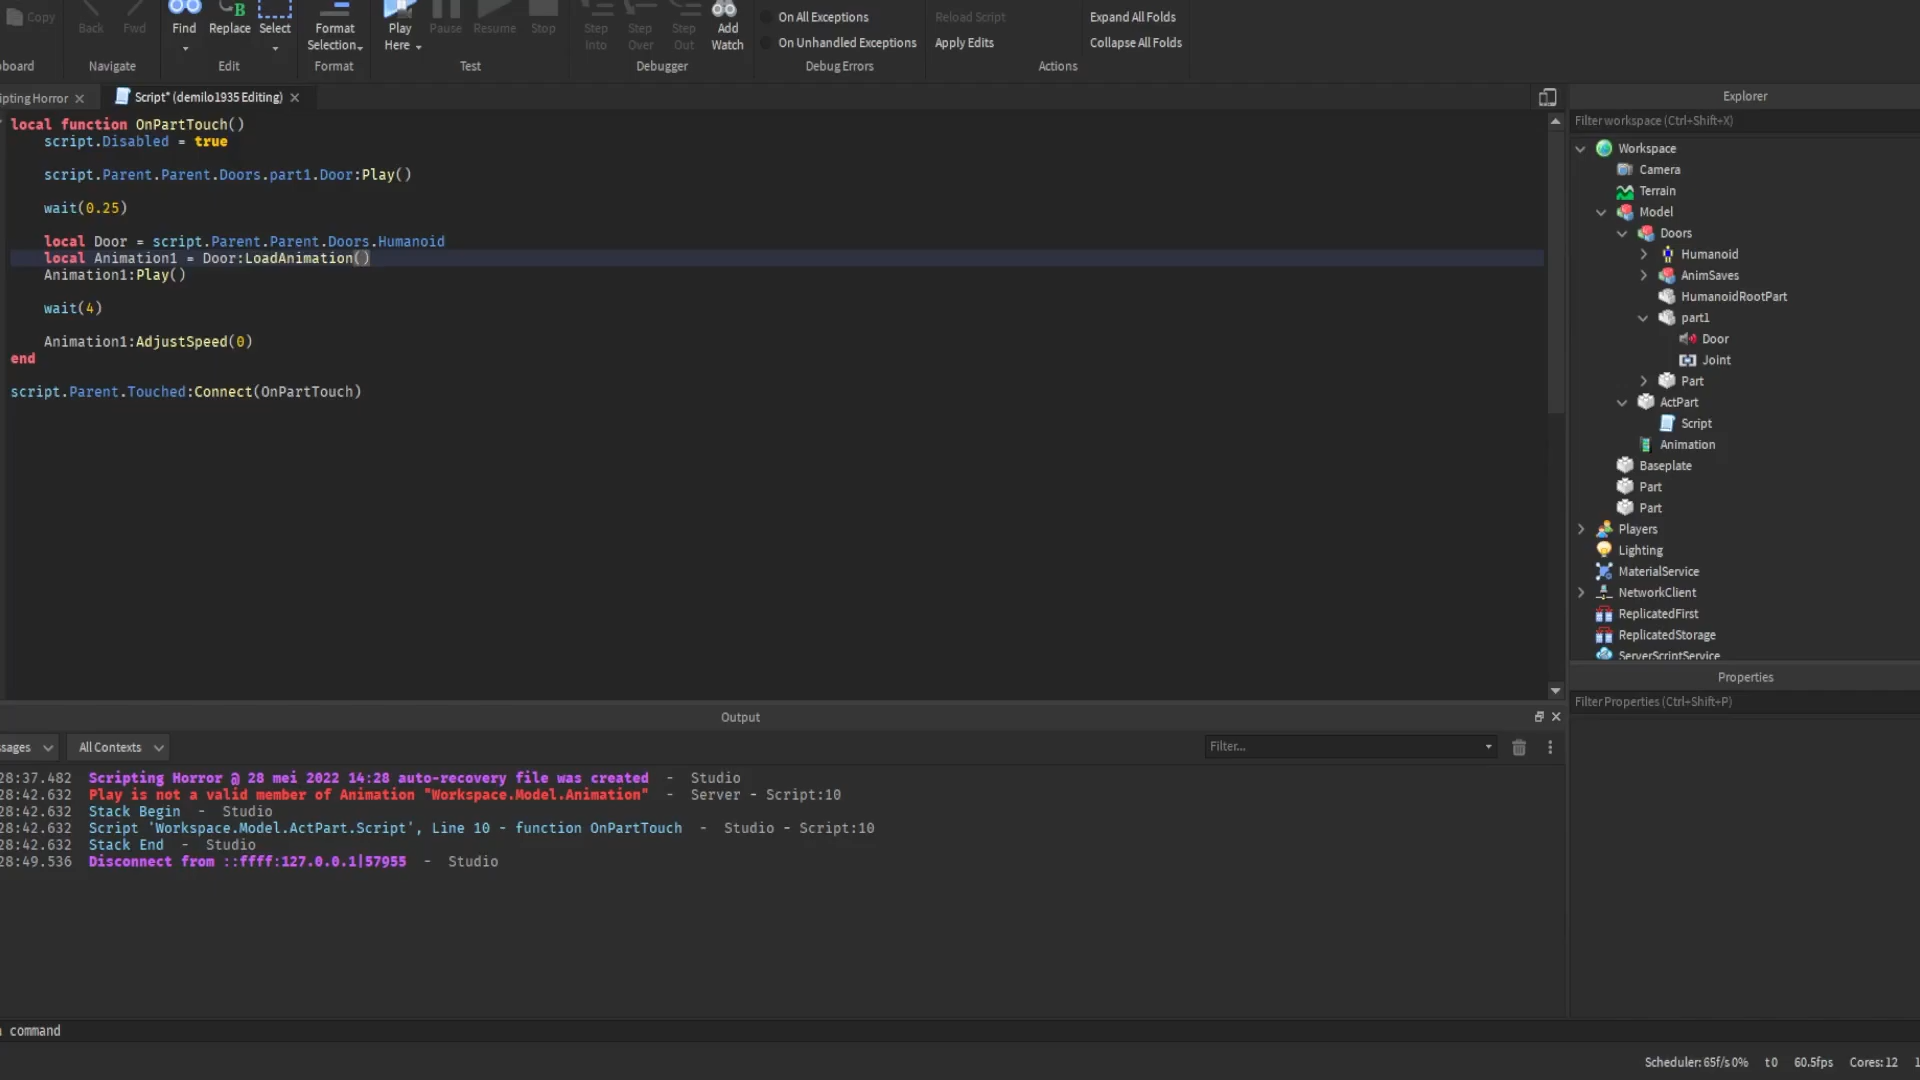 Copy
Back
Fwd
Find
Replace
Select
Format
Selection
Play
Here
Pause
Resume
Stop
Step
Into
Step
Over
Step
Out
Add
Watch
On All Exceptions
On Unhandled Exceptions
Reload Script
Apply Edits
Expand All Folds
Collapse All Folds
board
Navigate
Edit
Format
Test
Debugger
Debug Errors
Actions
ipting Horror
Script* (demilo1935 Editing)
local function OnPartTouch()
script.Disabled = true
script.Parent.Parent.Doors.part1.Door:Play()
wait(0.25)
local Door = script.Parent.Parent.Doors.Humanoid
local Animation1 = Door:LoadAnimation()
Animation1:Play()
wait(4)
Animation1:AdjustSpeed(0)
end
script.Parent.Touched:Connect(OnPartTouch)
Explorer
Filter workspace (Ctrl+Shift+X)
Workspace
Camera
Terrain
Model
Doors
Humanoid
AnimSaves
HumanoidRootPart
part1
Door
Joint
Part
ActPart
Script
Animation
Baseplate
Part
Part
Players
Lighting
MaterialService
NetworkClient
ReplicatedFirst
ReplicatedStorage
ServerScriptService
Properties
Filter Properties (Ctrl+Shift+P)
Output
sages
All Contexts
Filter...
28:37.482 Scripting Horror @ 28 mei 2022 14:28 auto-recovery file was created - Studio
28:42.632 Play is not a valid member of Animation "Workspace.Model.Animation" - Server - Script:10
28:42.632 Stack Begin - Studio
28:42.632 Script 'Workspace.Model.ActPart.Script', Line 10 - function OnPartTouch - Studio - Script:10
28:42.632 Stack End - Studio
28:49.536 Disconnect from ::ffff:127.0.0.1|57955 - Studio
command
Scheduler: 65f/s 0% t 0 60.5fps Cores: 12